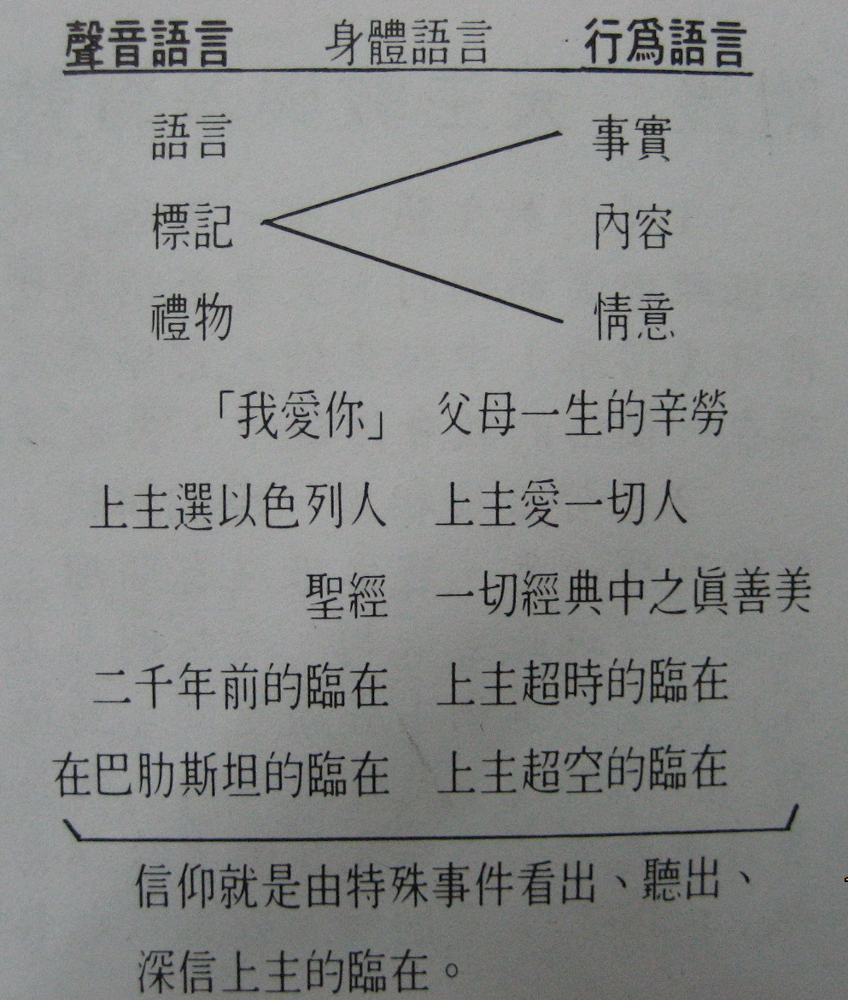 聲音語言 身體語言 行爲語言
語言 事實
標記 內容
禮物 情意
「我愛你」 父母一生的辛勞
上主選以色列人 上主愛一切人
聖經 一切經典中之眞善美
二千年前的臨在 上主超時的臨在
在巴肋斯坦的臨在 上主超空的臨在
信仰就是由特殊事件看出、聽出、
深信上主的臨在。